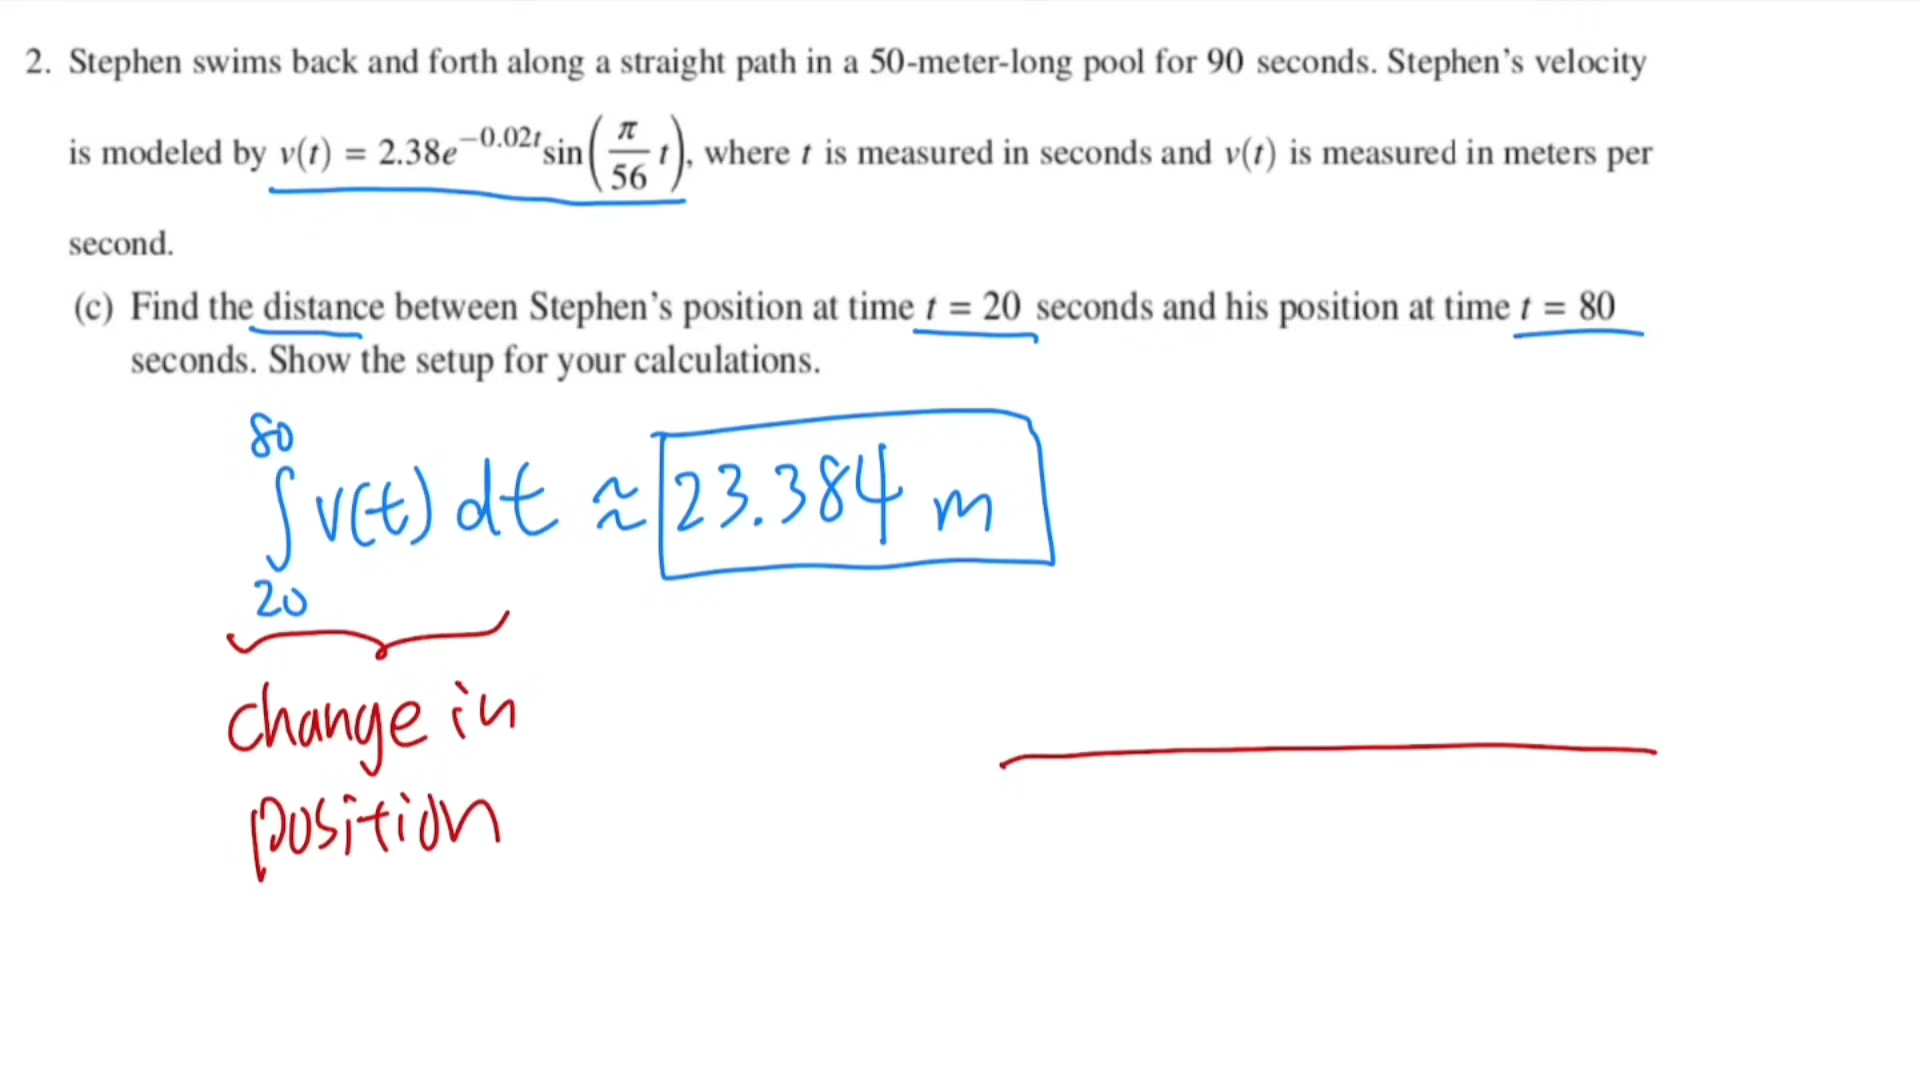 2. Stephen swims back and forth along a straight path in a 50-meter-long pool for 90 seconds. Stephen's velocity
is modeled by v(t) = 2.38e^{-0.02t} sin(π/56 t), where t is measured in seconds and v(t) is measured in meters per
second.
(c) Find the distance between Stephen's position at time t = 20 seconds and his position at time t = 80
seconds. Show the setup for your calculations.
80
∫ v(t) dt ≈ 23.384 m
20
change in
position